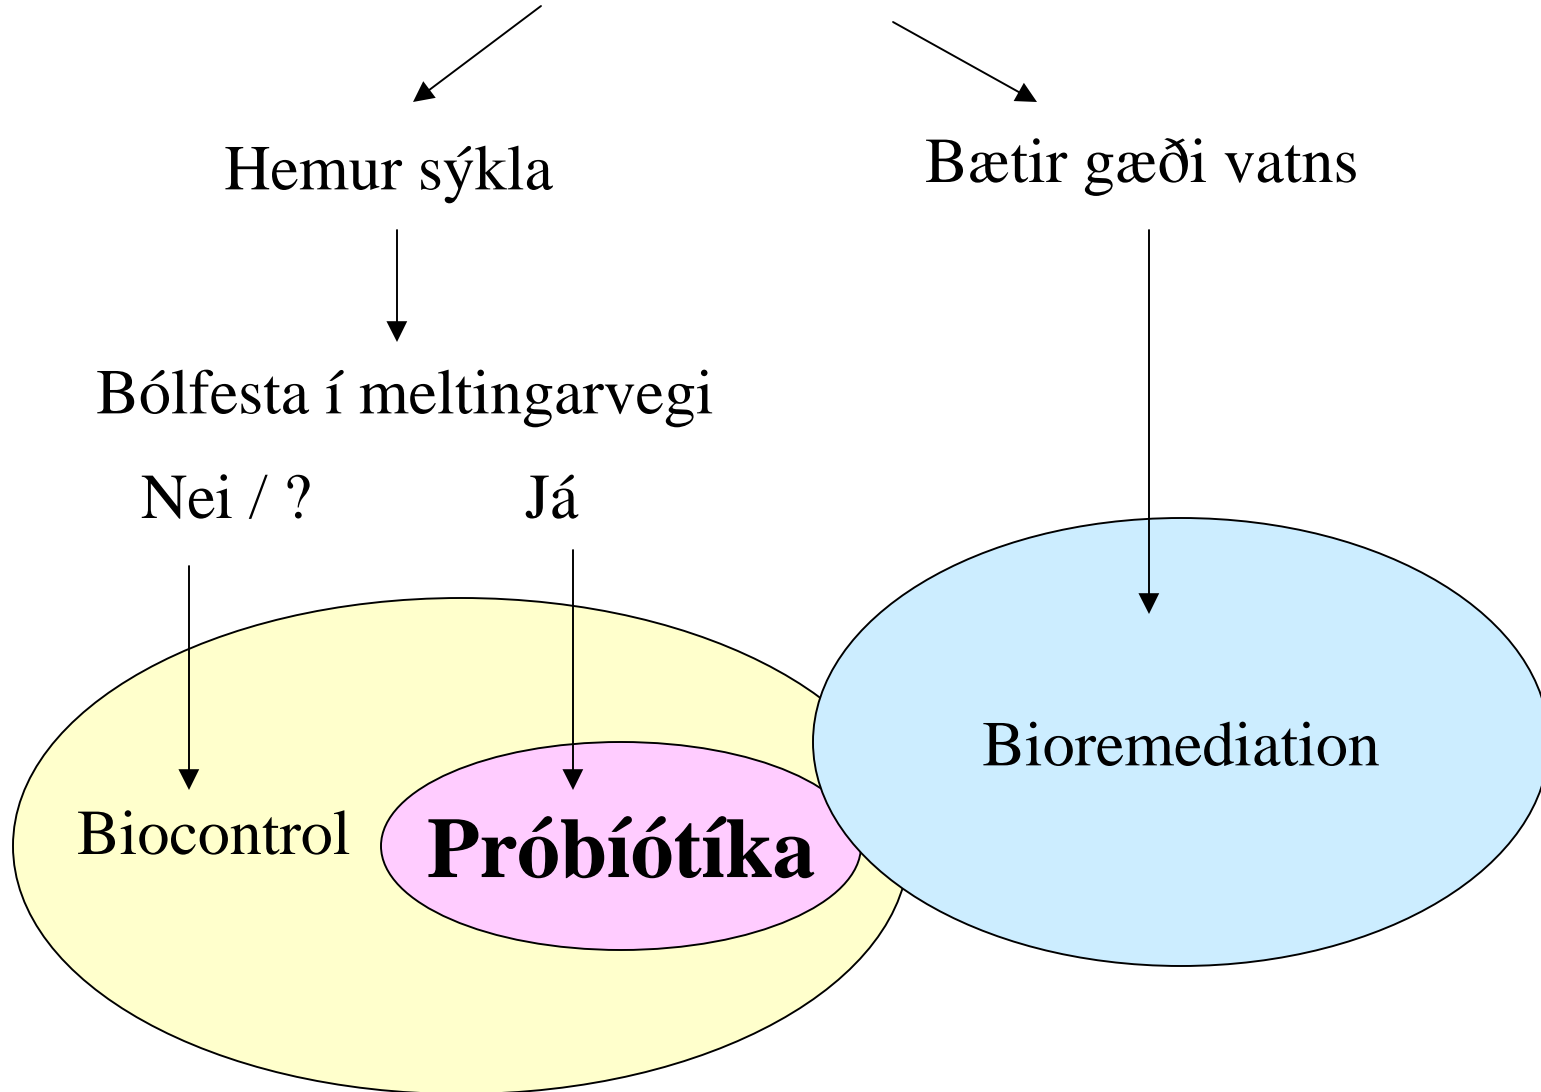 Hemur sýkla
Bætir gæði vatns
Bólfesta í meltingarvegi
Nei / ?
Já
Bioremediation
Biocontrol
Próbíótíka